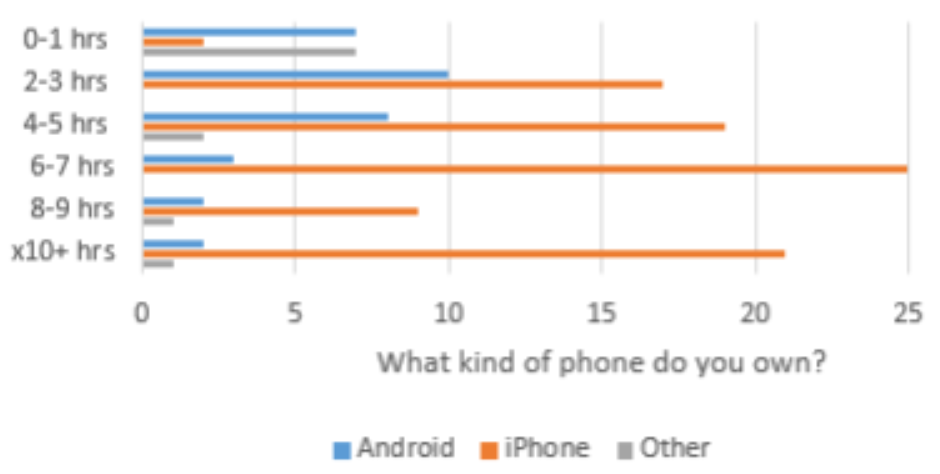 0-1 hrs
2-3 hrs
4-5 hrs
6-7 hrs
8-9 hrs
x10+ hrs
0 5 10 15 20 25
What kind of phone do you own?
Android iPhone Other